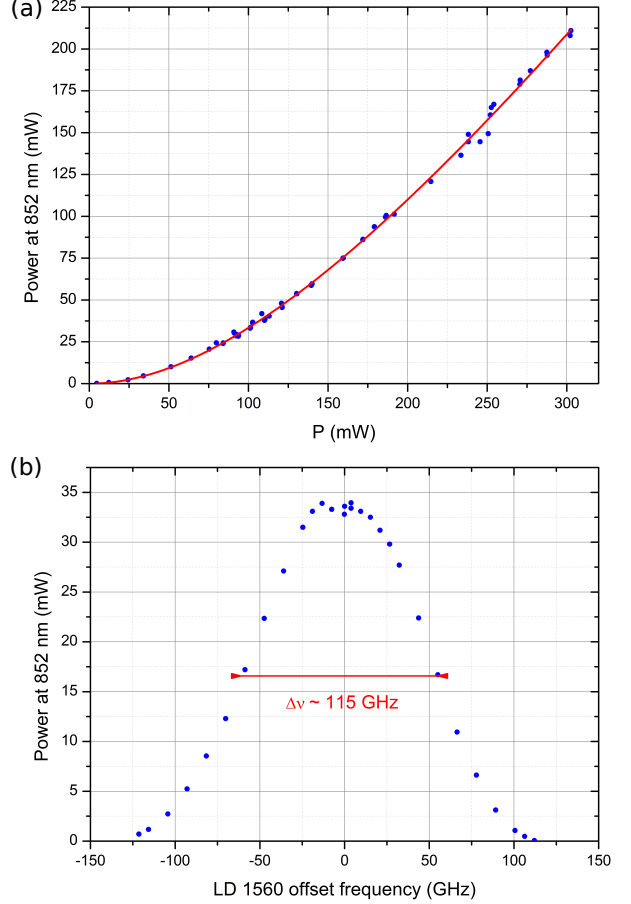 (a)
225
200
175
150
125
100
75
50
25
0
Power at 852 nm (mW)
0 50 100 150 200 250 300
P (mW)
(b)
35
30
25
20
15
10
5
0
Power at 852 nm (mW)
Δν ~ 115 GHz
-150 -100 -50 0 50 100 150
LD 1560 offset frequency (GHz)